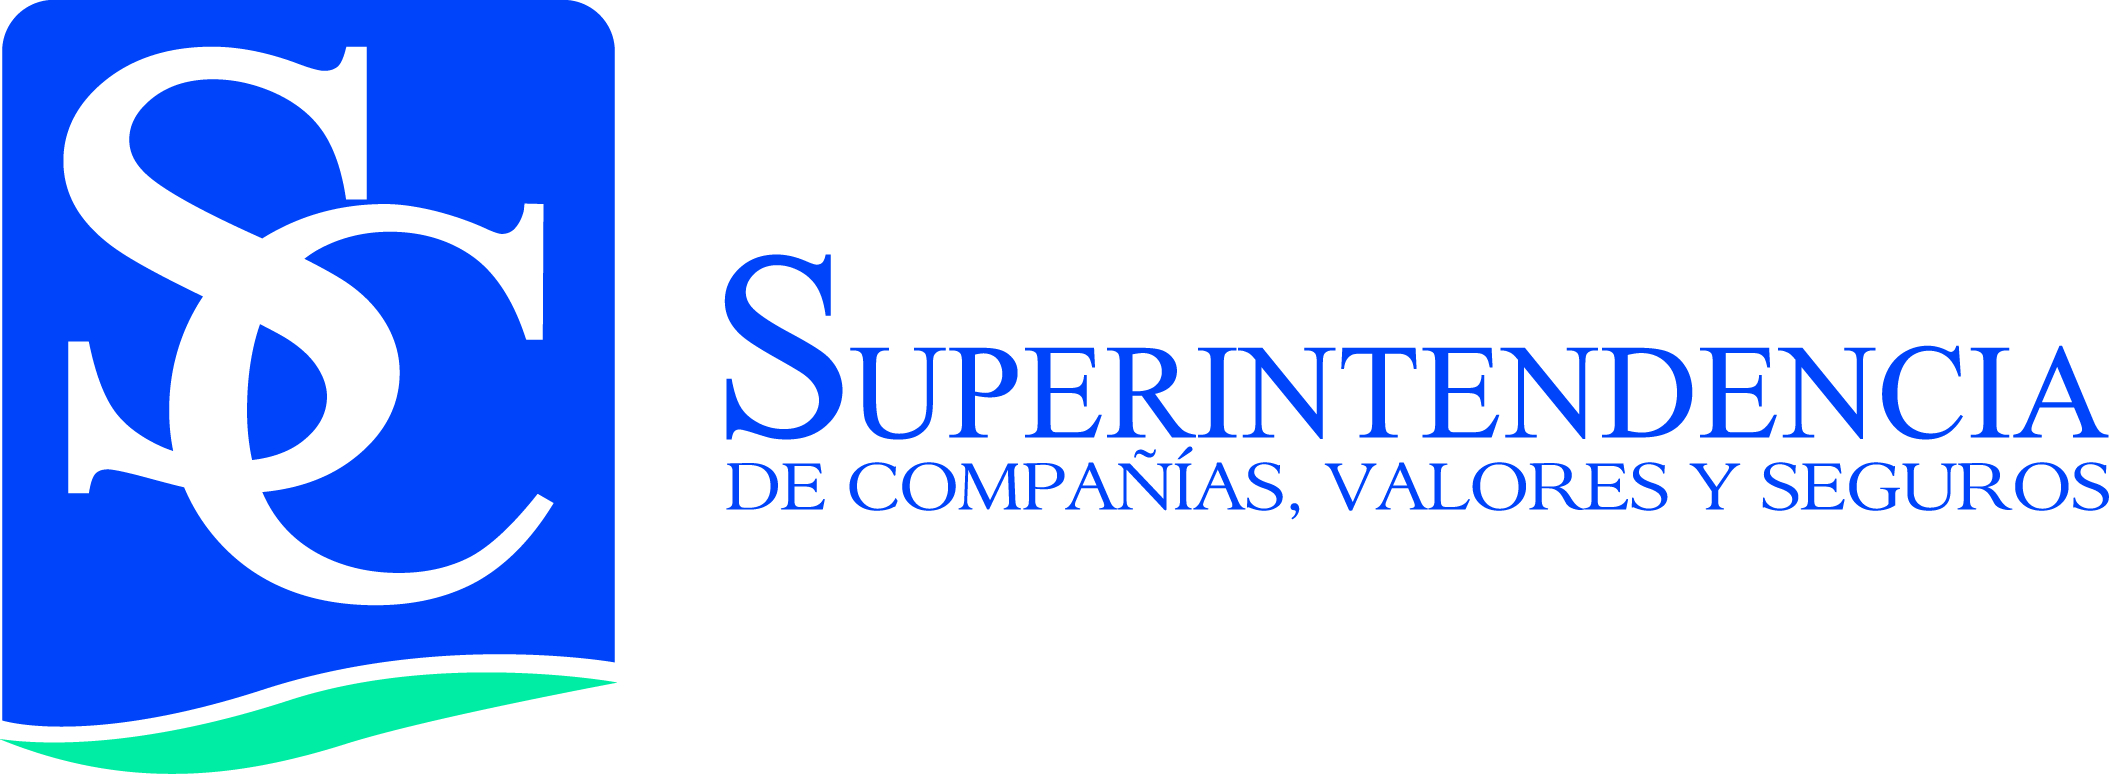 SC
SUPERINTENDENCIA
DE COMPAÑÍAS, VALORES Y SEGUROS